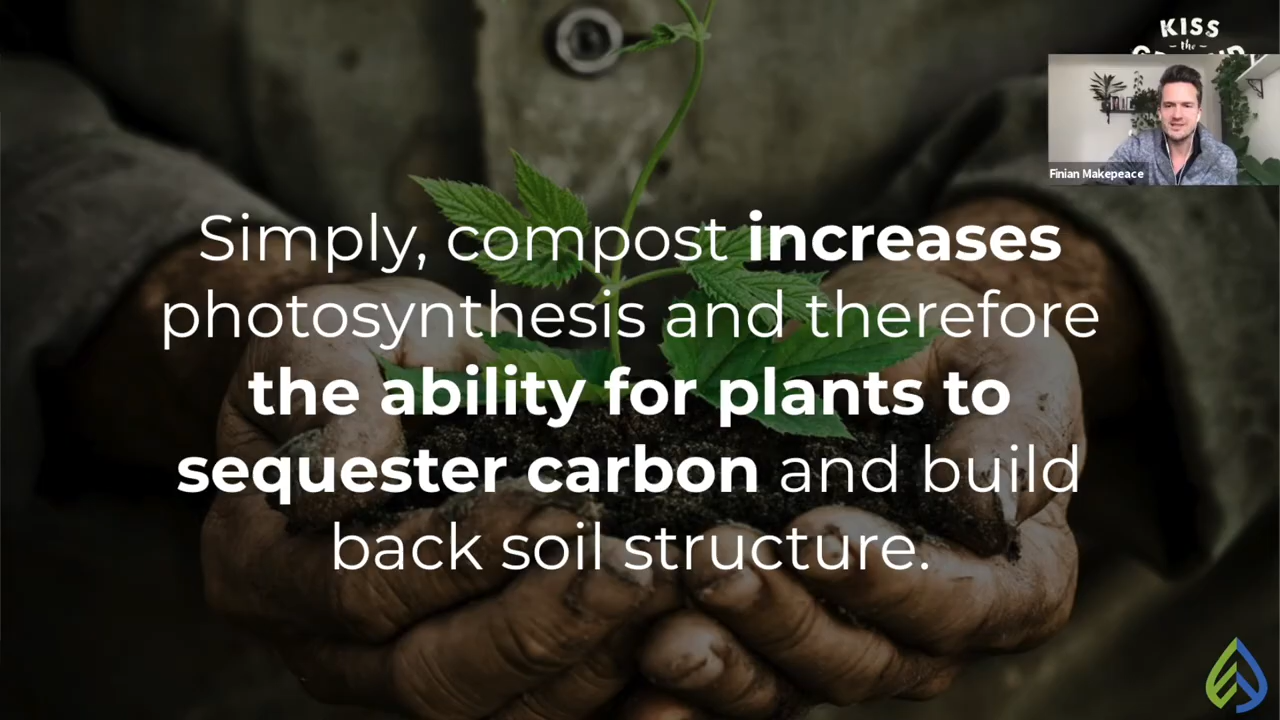 KISS
the
Finian Makepeace
Simply, compost increases
photosynthesis and therefore
the ability for plants to
sequester carbon and build
back soil structure.